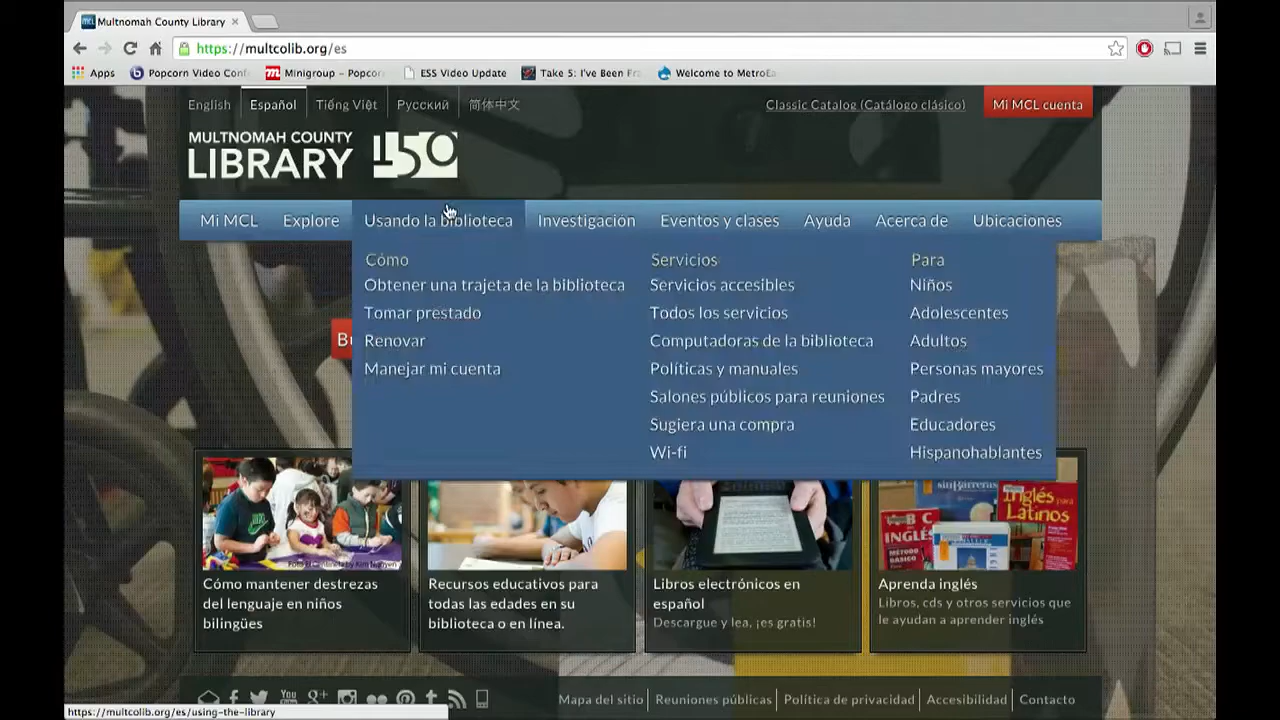 Multnomah County Library
https://multcolib.org/es
Apps
Popcorn Video Conf
Minigroup – Popcor
ESS Video Update
Take 5: I've Been Fr
Welcome to MetroEa
English
Español
Tiếng Việt
Русский
简体中文
Classic Catalog (Catálogo clásico)
Mi MCL cuenta
MULTNOMAH COUNTY
LIBRARY
150
Mi MCL
Explore
Usando la biblioteca
Investigación
Eventos y clases
Ayuda
Acerca de
Ubicaciones
Cómo
Obtener una trajeta de la biblioteca
Tomar prestado
Renovar
Manejar mi cuenta
Servicios
Servicios accesibles
Todos los servicios
Computadoras de la biblioteca
Políticas y manuales
Salones públicos para reuniones
Sugiera una compra
Wi-fi
Para
Niños
Adolescentes
Adultos
Personas mayores
Padres
Educadores
Hispanohablantes
Cómo mantener destrezas
del lenguaje en niños
bilingües
Recursos educativos para
todas las edades en su
biblioteca o en línea.
Libros electrónicos en
español
Descargue y lea, ¡es gratis!
sinBarreras
Inglés para
Latinos
Aprenda inglés
Libros, cds y otros servicios que
le ayudan a aprender inglés
Mapa del sitio
Reuniones públicas
Política de privacidad
Accesibilidad
Contacto
https://multcolib.org/es/using-the-library